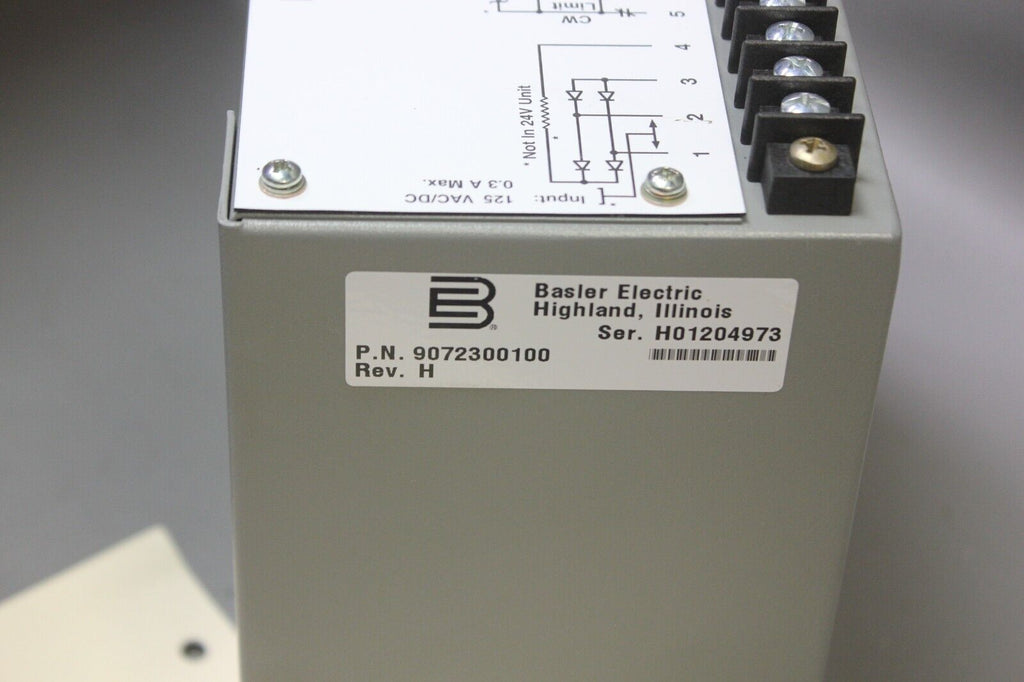 Limit
CW
5
4
3
2
1
* Not In 24V Unit
*
Input: 125 VAC/DC
0.3 A Max.
B
®
Basler Electric
Highland, Illinois
Ser. H01204973
P.N. 9072300100
Rev. H